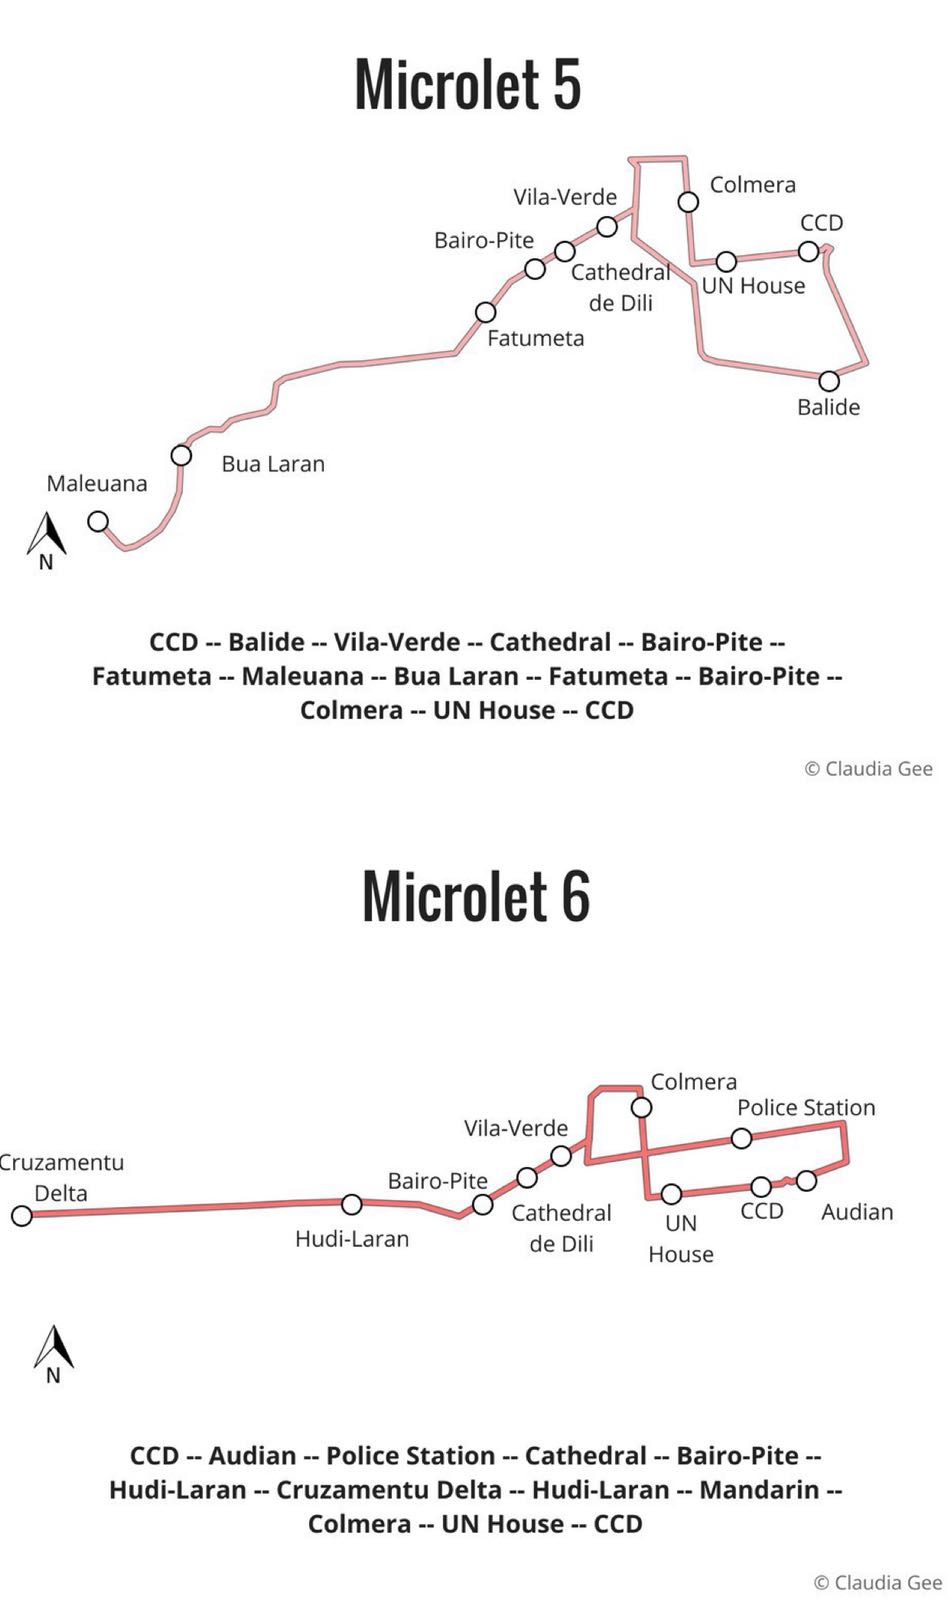 Microlet 5
Colmera
Vila-Verde
CCD
Bairo-Pite
Cathedral
de Dili
UN House
Fatumeta
Balide
Bua Laran
Maleuana
N
CCD -- Balide -- Vila-Verde -- Cathedral -- Bairo-Pite --
Fatumeta -- Maleuana -- Bua Laran -- Fatumeta -- Bairo-Pite --
Colmera -- UN House -- CCD
© Claudia Gee
Microlet 6
Colmera
Police Station
Vila-Verde
Cruzamentu
Delta
Bairo-Pite
Cathedral
de Dili
UN
House
CCD
Audian
Hudi-Laran
N
CCD -- Audian -- Police Station -- Cathedral -- Bairo-Pite --
Hudi-Laran -- Cruzamentu Delta -- Hudi-Laran -- Mandarin --
Colmera -- UN House -- CCD
© Claudia Gee